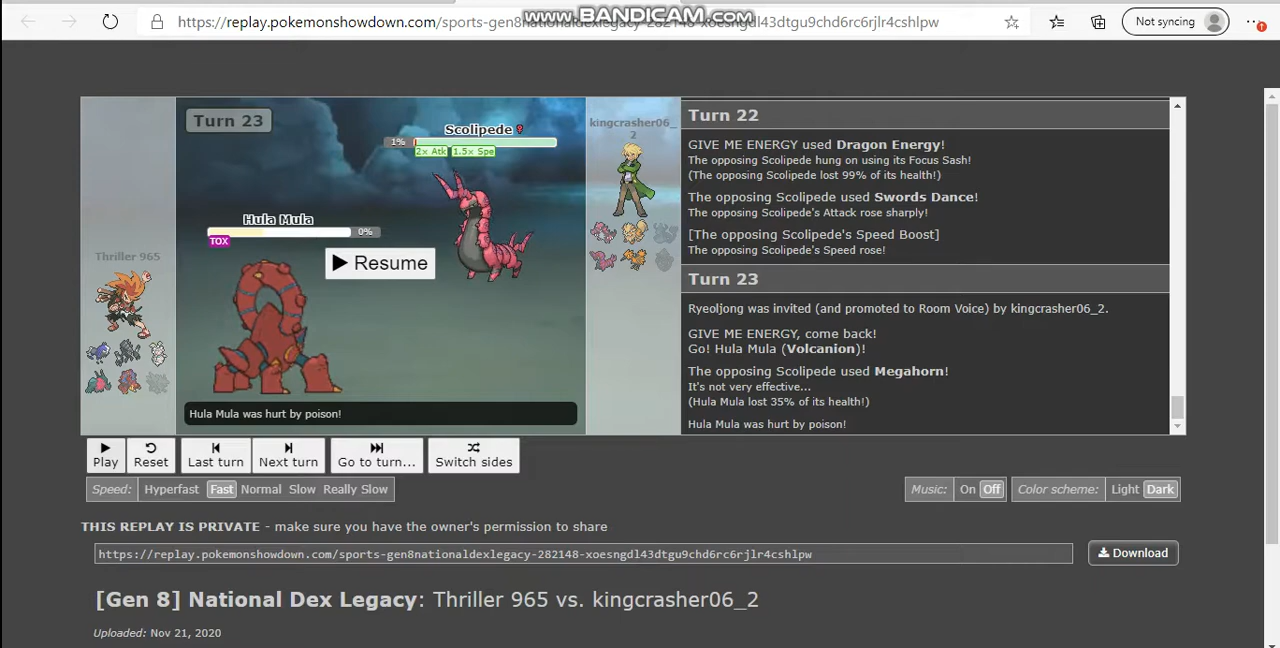 www.BANDICAM.com
https://replay.pokemonshowdown.com/sports-gen8nationaldexlegacy-282148-xoesngdl43dtgu9chd6rc6rjlr4cshlpw
Not syncing
Turn 23
Scolipede
1%
2x Atk 1.5x Spe
Hula Mula
0%
TOX
Resume
Thriller 965
Hula Mula was hurt by poison!
kingcrasher06_
2
Turn 22
GIVE ME ENERGY used Dragon Energy!
The opposing Scolipede hung on using its Focus Sash!
(The opposing Scolipede lost 99% of its health!)
The opposing Scolipede used Swords Dance!
The opposing Scolipede's Attack rose sharply!
[The opposing Scolipede's Speed Boost]
The opposing Scolipede's Speed rose!
Turn 23
Ryeoljong was invited (and promoted to Room Voice) by kingcrasher06_2.
GIVE ME ENERGY, come back!
Go! Hula Mula (Volcanion)!
The opposing Scolipede used Megahorn!
It's not very effective...
(Hula Mula lost 35% of its health!)
Hula Mula was hurt by poison!
Play
Reset
Last turn
Next turn
Go to turn...
Switch sides
Speed: Hyperfast Fast Normal Slow Really Slow
Music: On Off
Color scheme: Light Dark
THIS REPLAY IS PRIVATE - make sure you have the owner's permission to share
https://replay.pokemonshowdown.com/sports-gen8nationaldexlegacy-282148-xoesngdl43dtgu9chd6rc6rjlr4cshlpw
Download
[Gen 8] National Dex Legacy: Thriller 965 vs. kingcrasher06_2
Uploaded: Nov 21, 2020